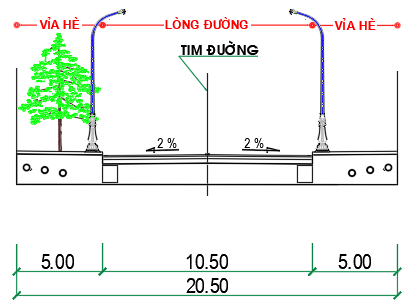 VỈA HÈ LÒNG ĐƯỜNG VỈA HÈ
TIM ĐƯỜNG
2 % 2 %
5.00 10.50 5.00
20.50